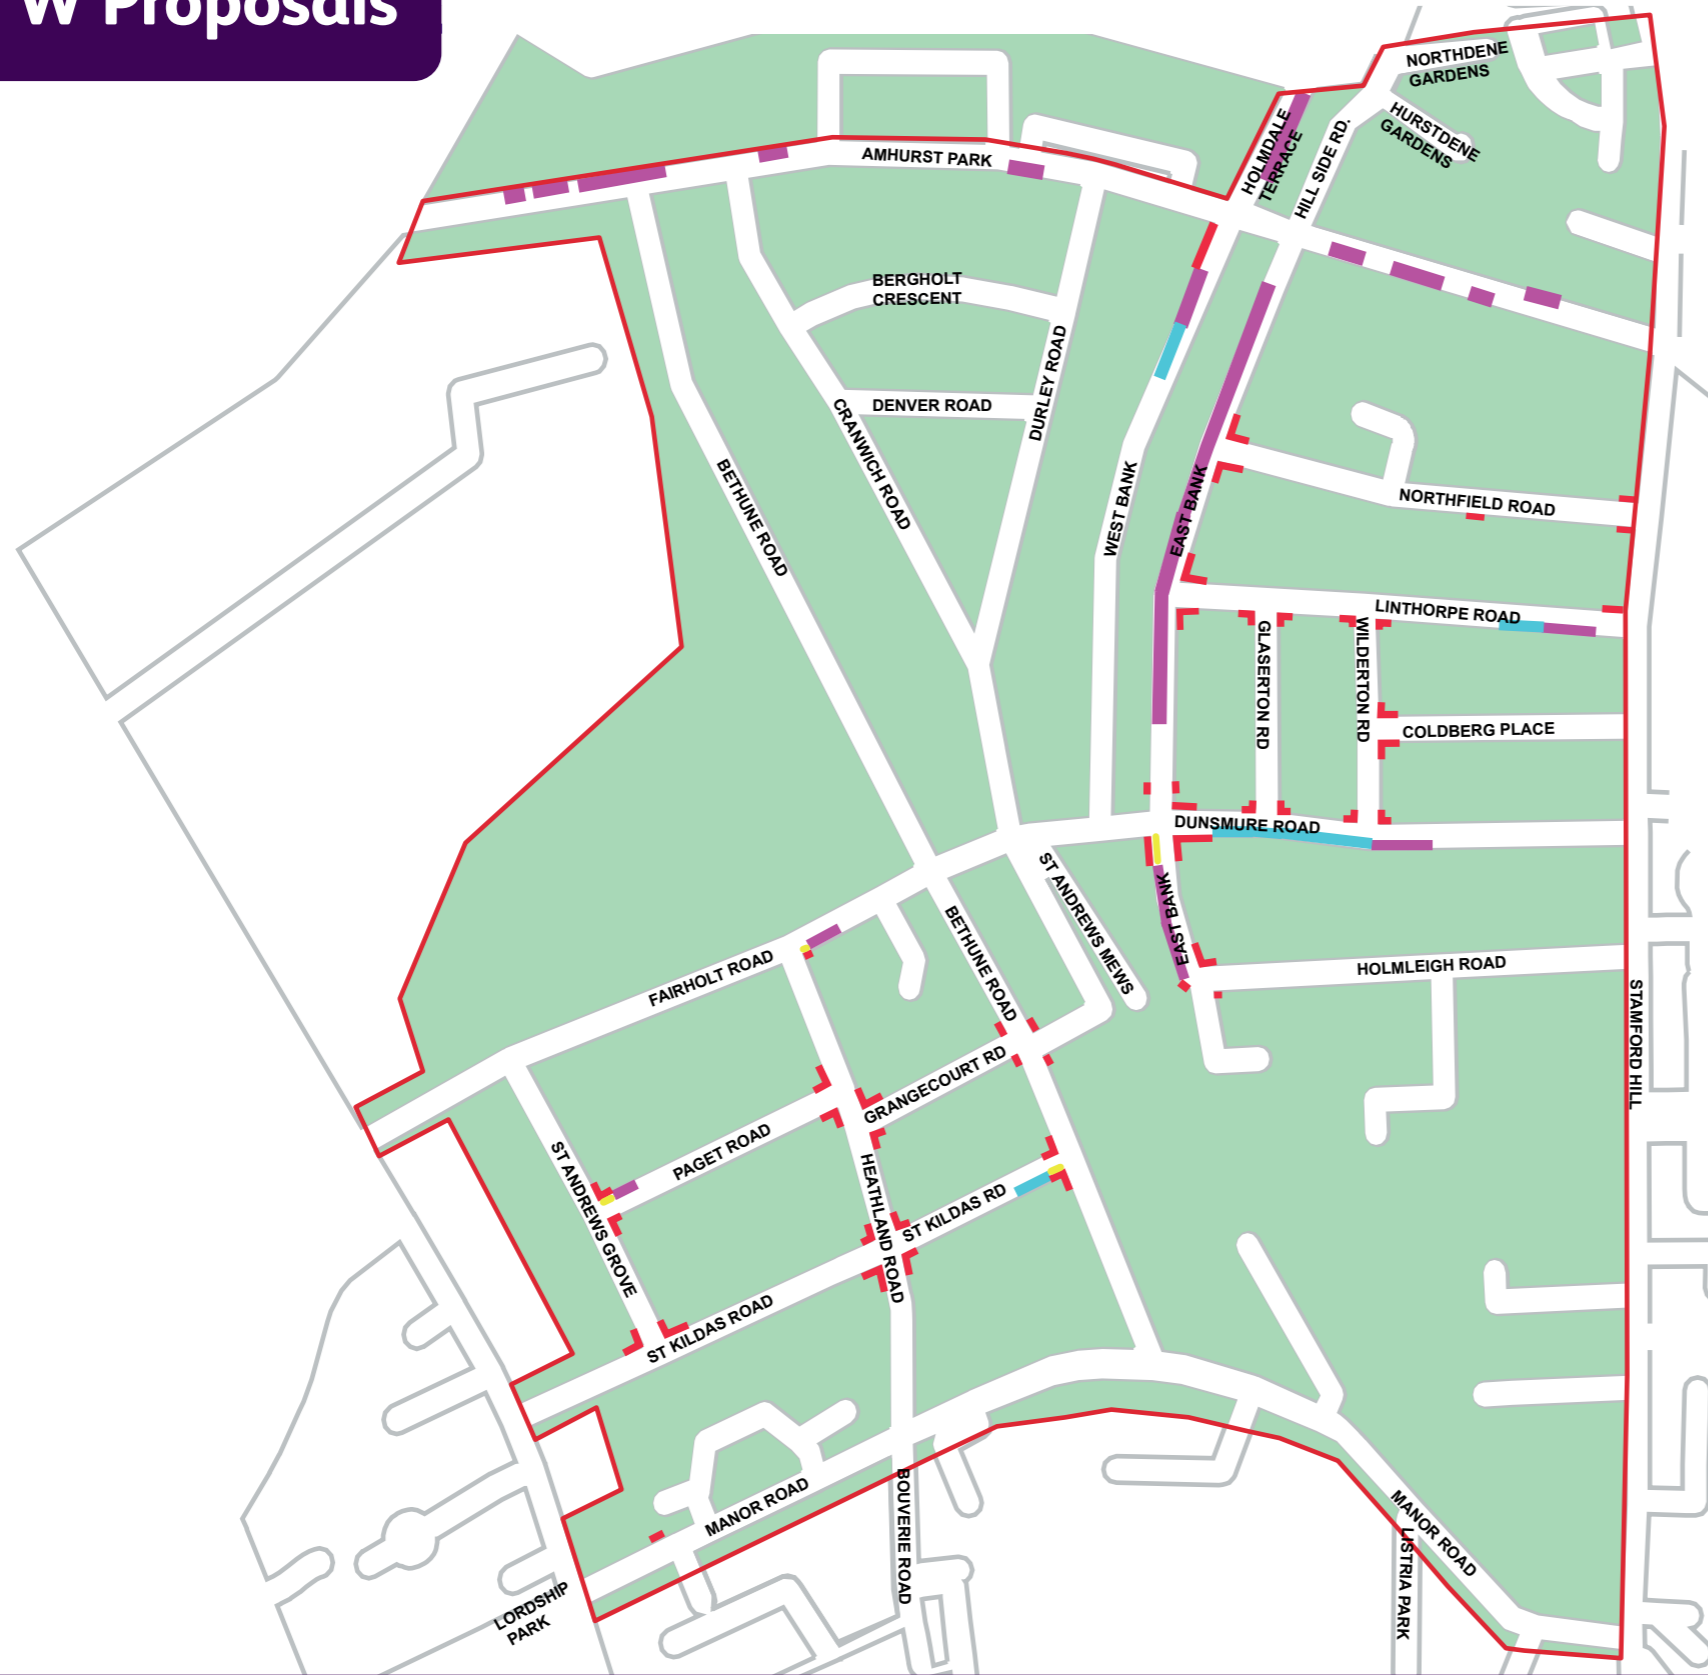 W Proposals
NORTHDENE
GARDENS
HURSTDENE
GARDENS
HOLMDALE
TERRACE
HILL SIDE RD.
AMHURST PARK
BERGHOLT
CRESCENT
DENVER ROAD
DURLEY ROAD
CRANWICH ROAD
BETHUNE ROAD
WEST BANK
EAST BANK
NORTHFIELD ROAD
LINTHORPE ROAD
GLASERTON RD
WILDERTON RD
COLDBERG PLACE
DUNSMURE ROAD
ST ANDREWS MEWS
EAST BANK
BETHUNE ROAD
FAIRHOLT ROAD
HOLMLEIGH ROAD
STAMFORD HILL
GRANGECOURT RD
PAGET ROAD
ST ANDREWS GROVE
HEATHLAND ROAD
ST KILDAS RD
ST KILDAS ROAD
MANOR ROAD
BOUVERIE ROAD
MANOR ROAD
LISTRIA PARK
LORDSHIP
PARK